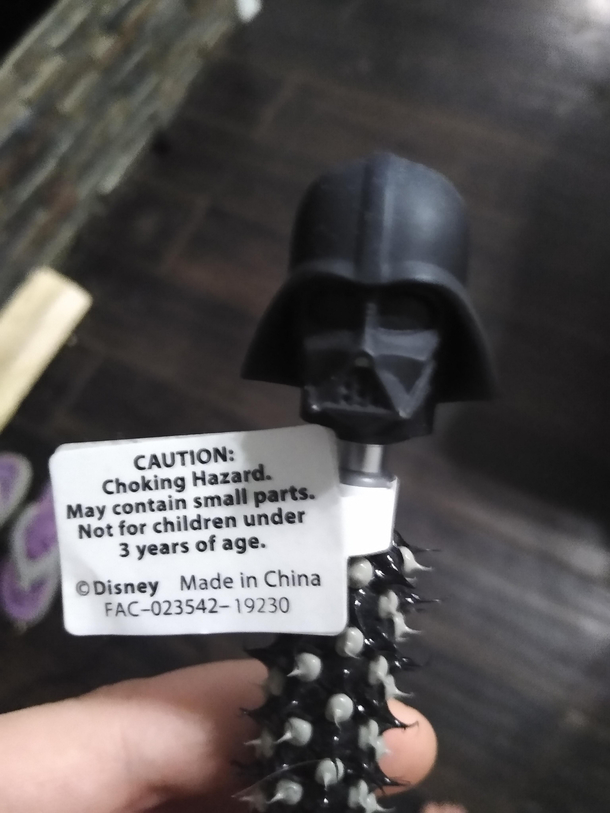 CAUTION:
Choking Hazard.
May contain small parts.
Not for children under
3 years of age.
©Disney Made in China
FAC-023542-19230